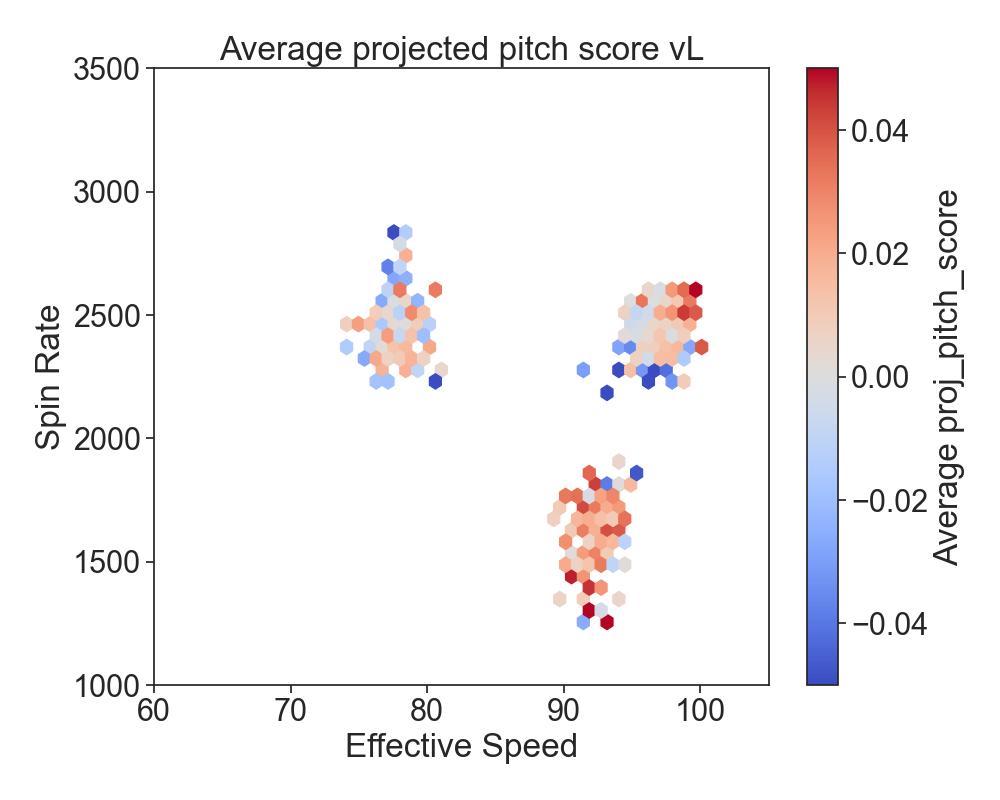 Average projected pitch score vL
3500
3000
2500
2000
1500
1000
Spin Rate
60 70 80 90 100
Effective Speed
0.04
0.02
0.00
−0.02
−0.04
Average proj_pitch_score